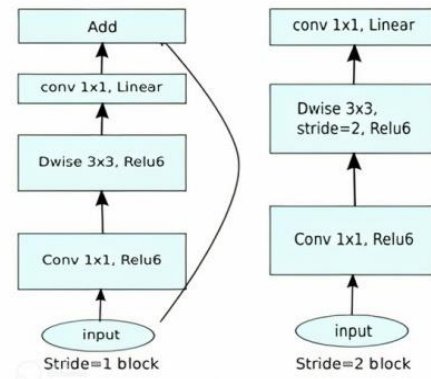 Add
conv 1x1, Linear
Dwise 3x3, Relu6
Conv 1x1, Relu6
input
Stride=1 block
conv 1x1, Linear
Dwise 3x3,
stride=2, Relu6
Conv 1x1, Relu6
input
Stride=2 block